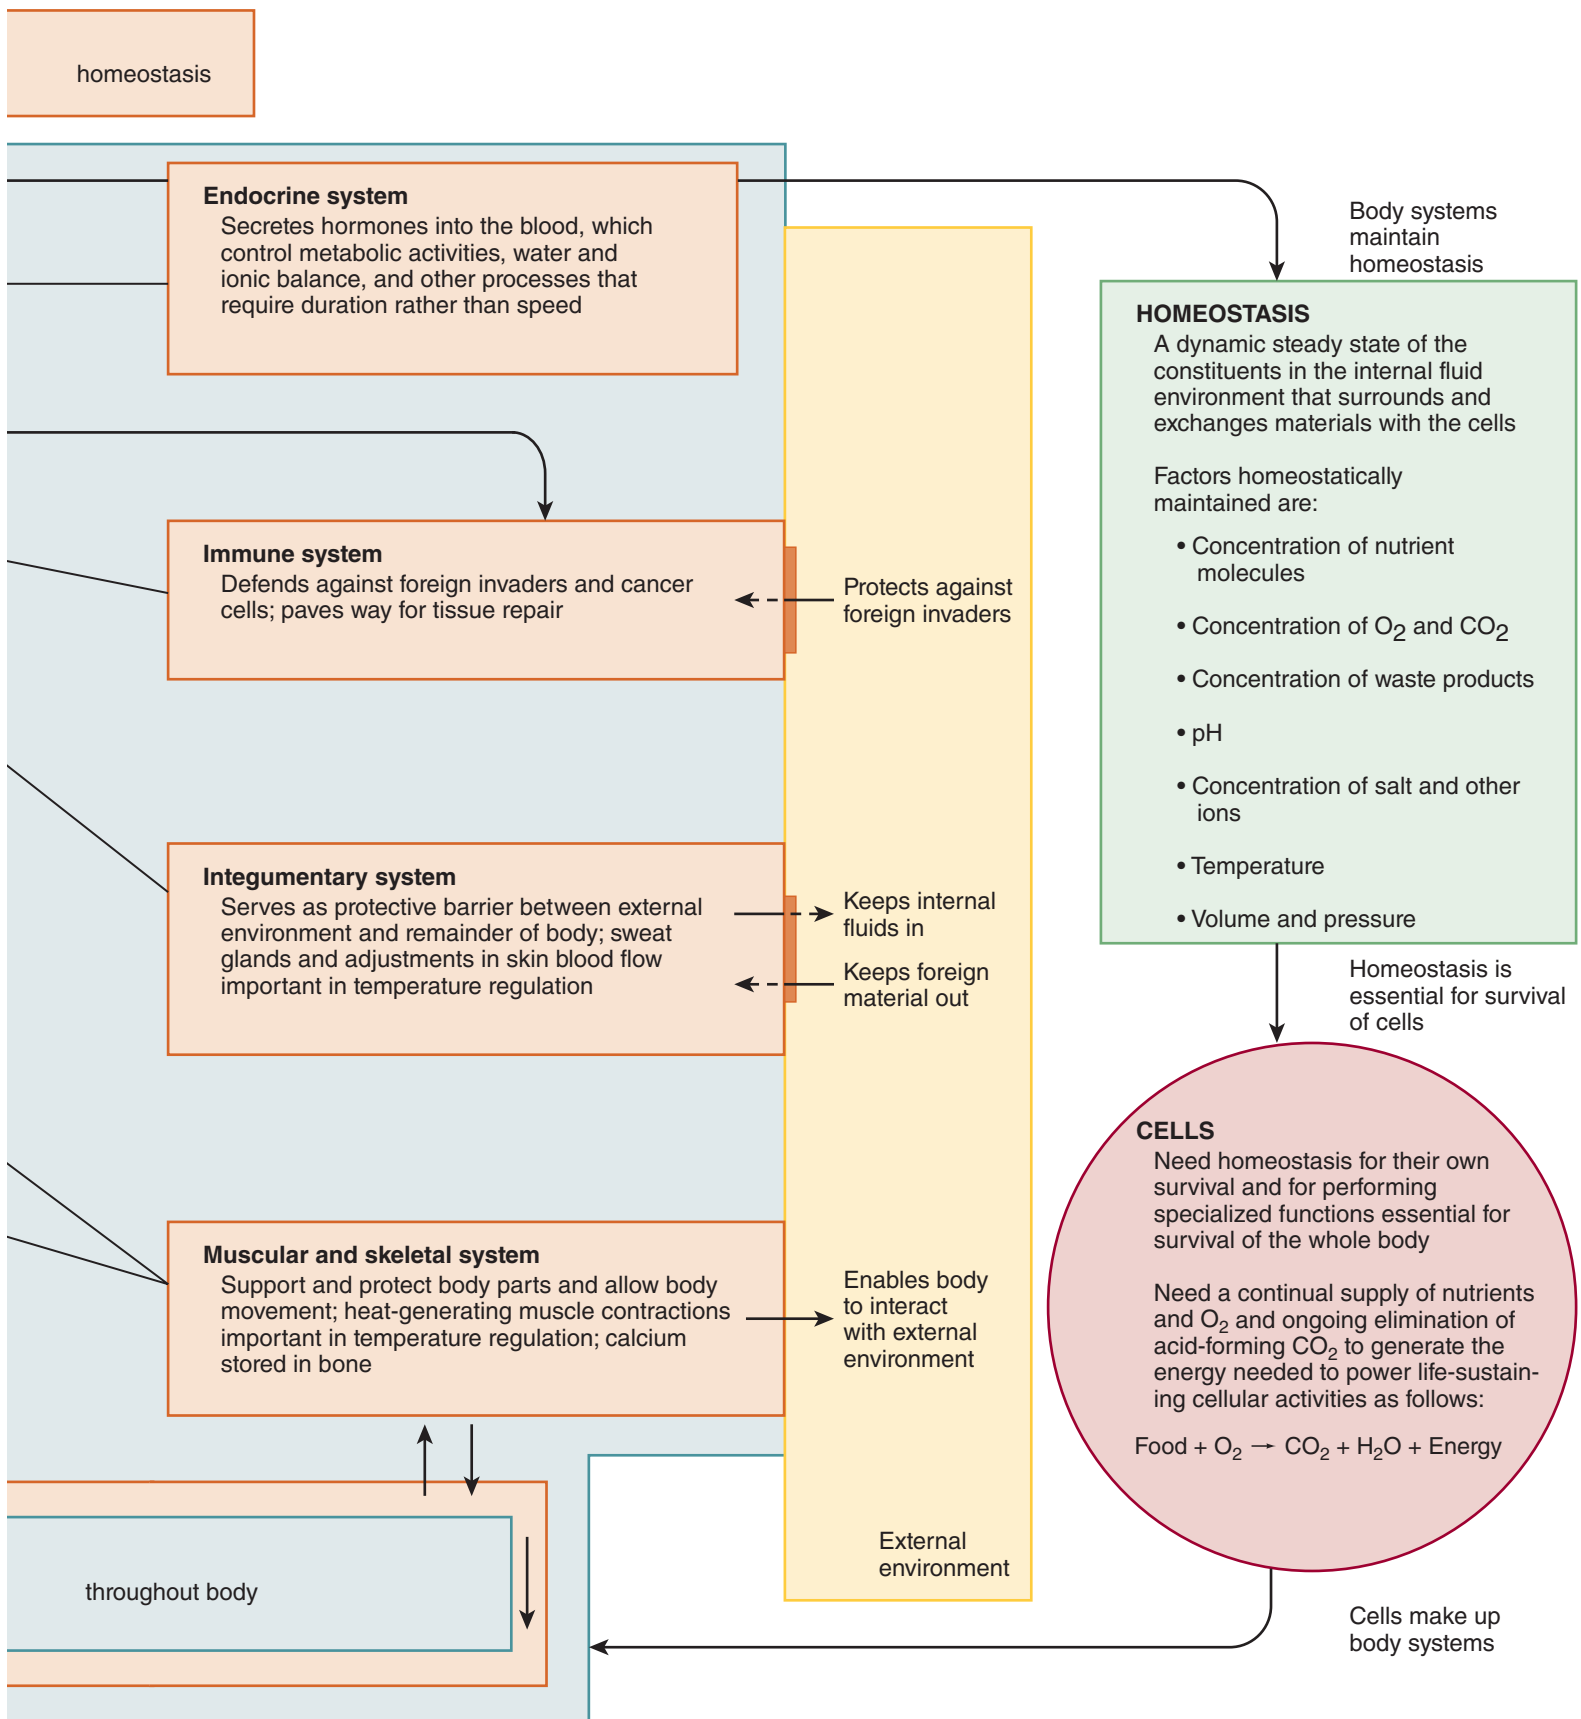 homeostasis
Endocrine system
Secretes hormones into the blood, which
control metabolic activities, water and
ionic balance, and other processes that
require duration rather than speed
Immune system
Defends against foreign invaders and cancer
cells; paves way for tissue repair
Integumentary system
Serves as protective barrier between external
environment and remainder of body; sweat
glands and adjustments in skin blood flow
important in temperature regulation
Muscular and skeletal system
Support and protect body parts and allow body
movement; heat-generating muscle contractions
important in temperature regulation; calcium
stored in bone
throughout body
Protects against
foreign invaders
Keeps internal
fluids in
Keeps foreign
material out
Enables body
to interact
with external
environment
External
environment
Body systems
maintain
homeostasis
HOMEOSTASIS
A dynamic steady state of the
constituents in the internal fluid
environment that surrounds and
exchanges materials with the cells
Factors homeostatically
maintained are:
• Concentration of nutrient
molecules
• Concentration of O₂ and CO₂
• Concentration of waste products
• pH
• Concentration of salt and other
ions
• Temperature
• Volume and pressure
Homeostasis is
essential for survival
of cells
CELLS
Need homeostasis for their own
survival and for performing
specialized functions essential for
survival of the whole body
Need a continual supply of nutrients
and O₂ and ongoing elimination of
acid-forming CO₂ to generate the
energy needed to power life-sustain-
ing cellular activities as follows:
Food + O₂ → CO₂ + H₂O + Energy
Cells make up
body systems